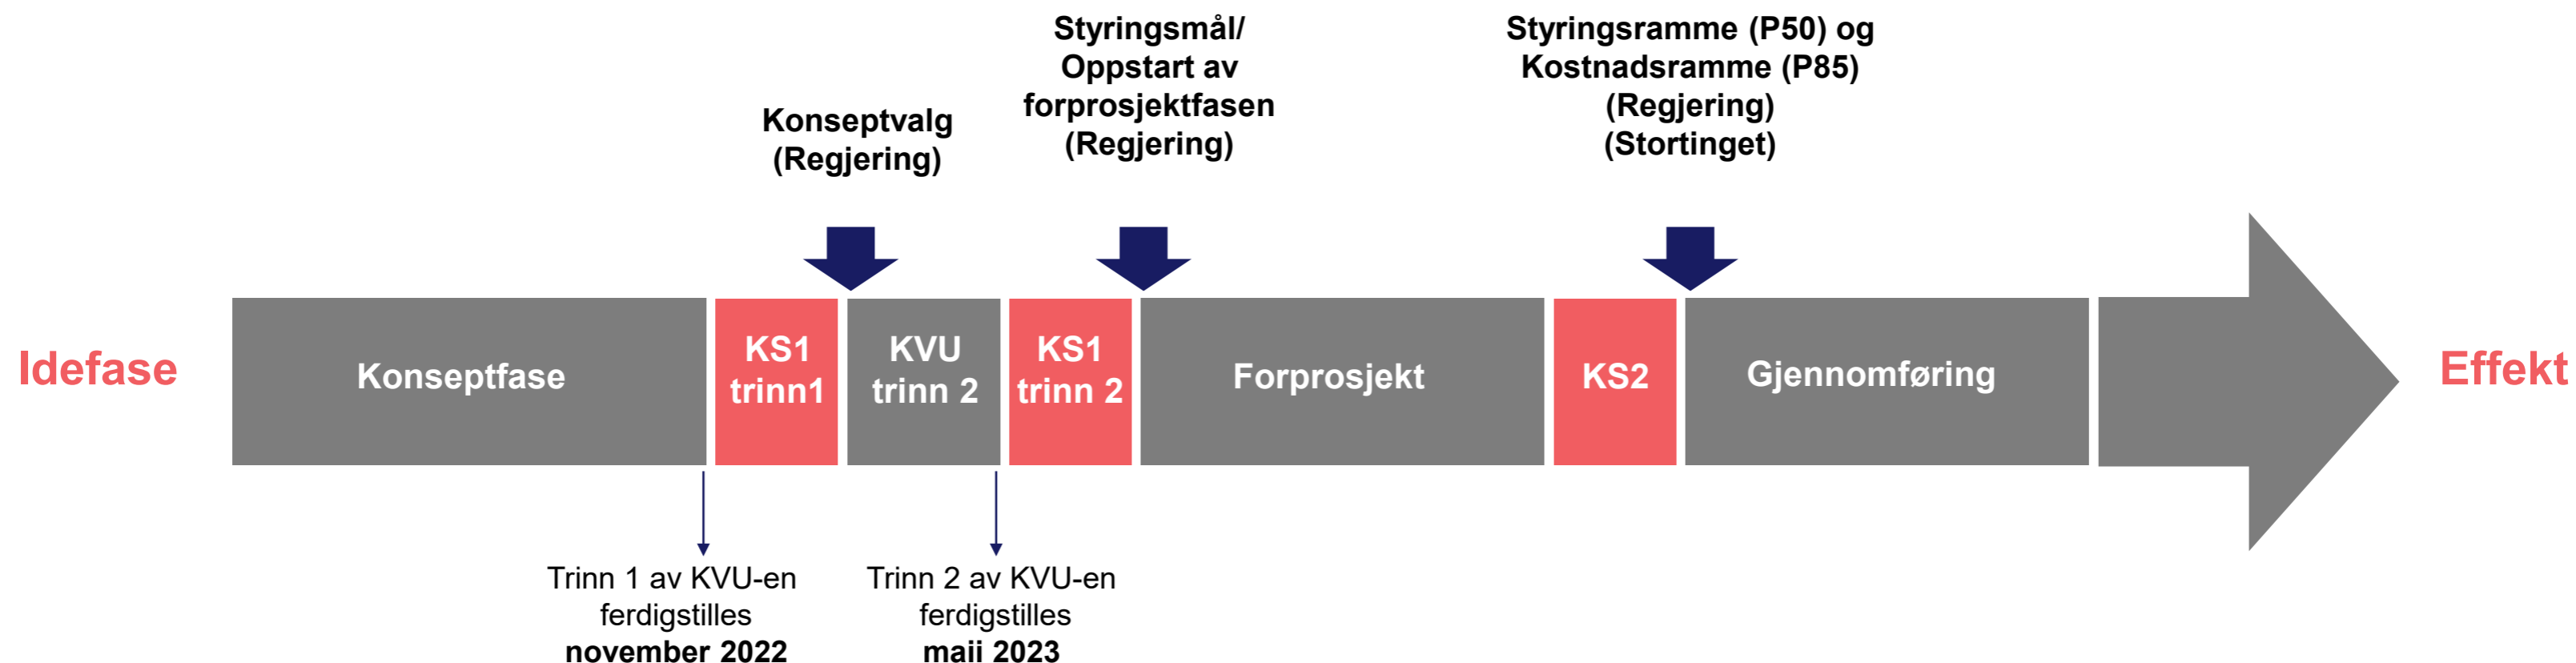 Styringsmål/
Oppstart av
forprosjektfasen
(Regjering)
Styringsramme (P50) og
Kostnadsramme (P85)
(Regjering)
(Stortinget)
Konseptvalg
(Regjering)
Idefase
Konseptfase
KS1
trinn1
KVU
trinn 2
KS1
trinn 2
Forprosjekt
KS2
Gjennomføring
Effekt
Trinn 1 av KVU-en
ferdigstilles
november 2022
Trinn 2 av KVU-en
ferdigstilles
maii 2023